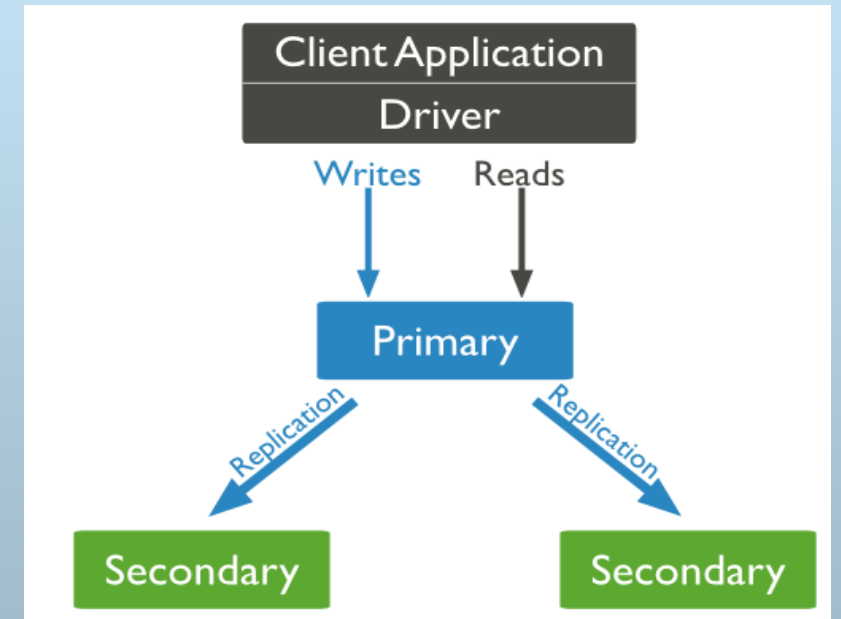 Client Application
Driver
Writes Reads
Primary
Replication Replication
Secondary Secondary